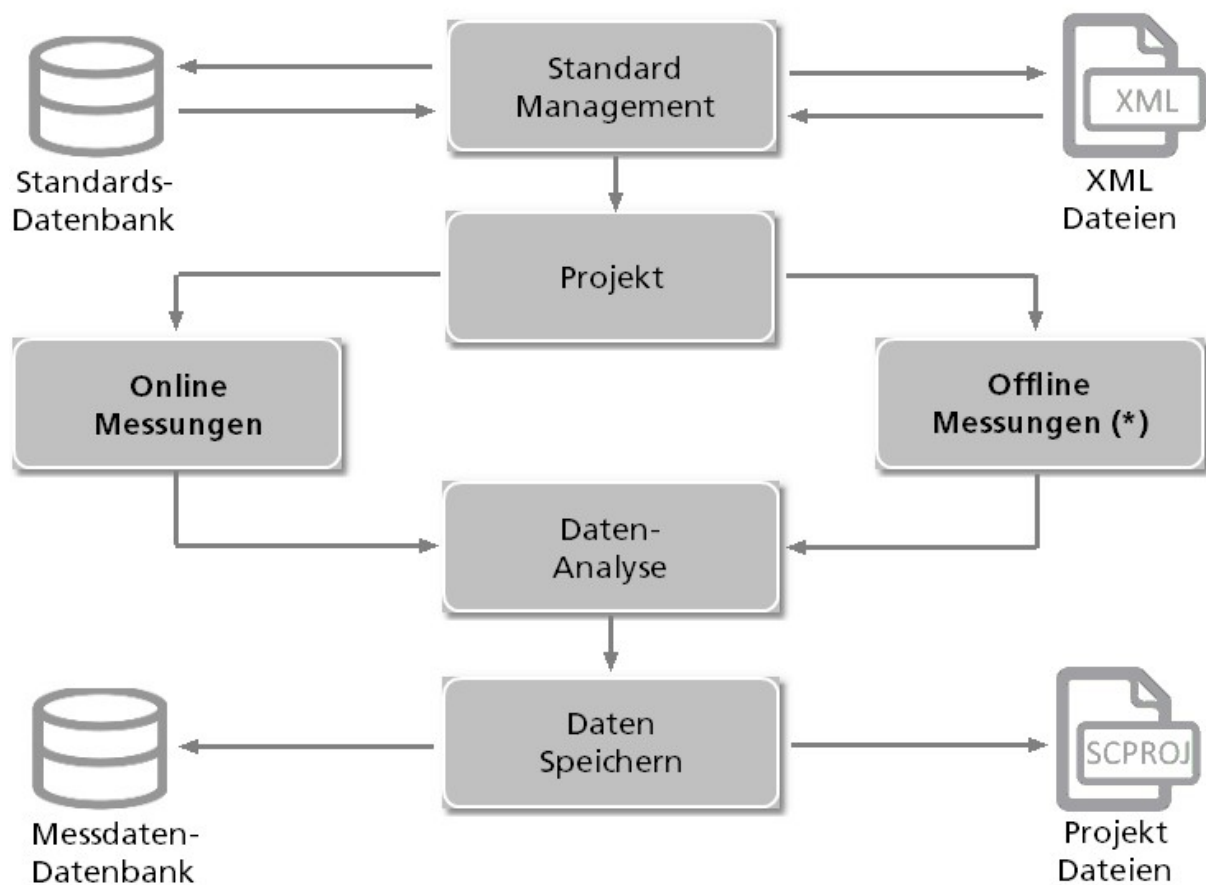 Standard
Management
XML
Standards-
Datenbank
XML
Dateien
Projekt
Online
Messungen
Offline
Messungen (*)
Daten-
Analyse
Daten
Speichern
SCPROJ
Messdaten-
Datenbank
Projekt
Dateien